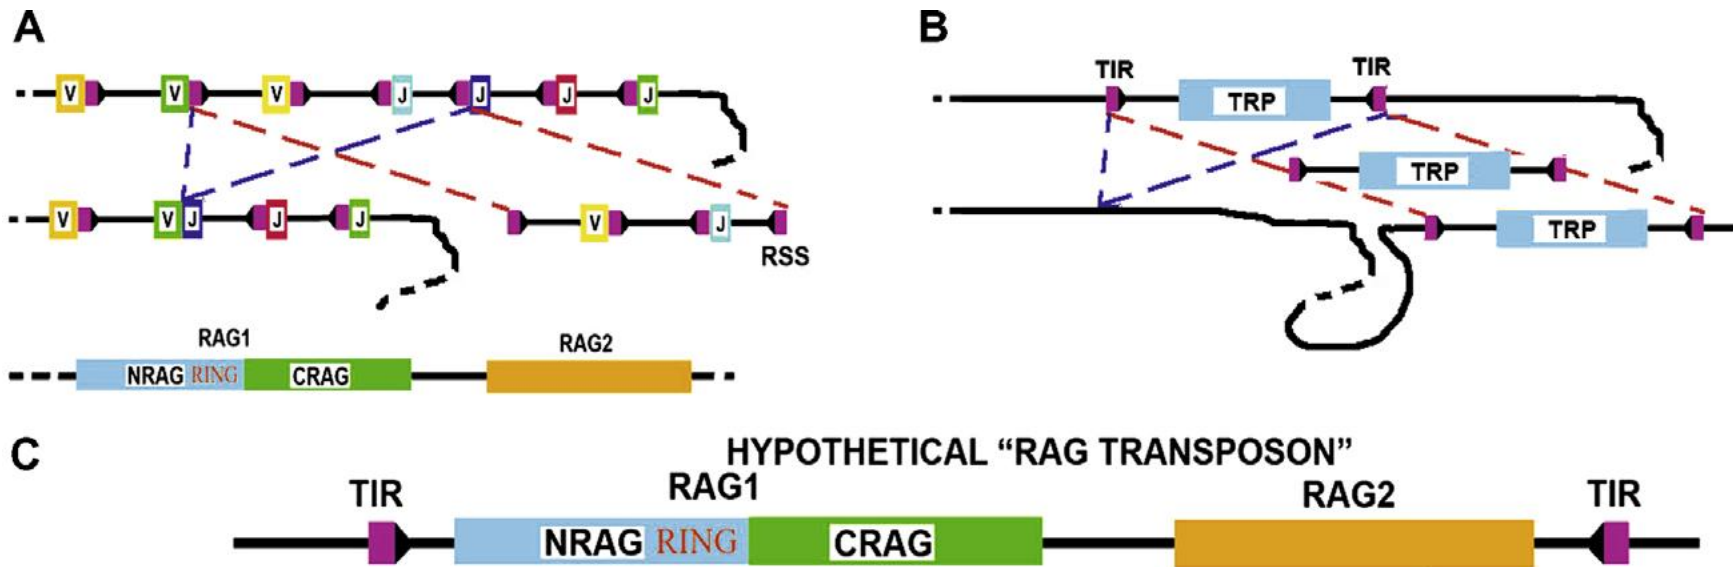 A
V V V J J J J
V V J J J V J
RSS
RAG1 RAG2
NRAG RING CRAG
B
TIR TIR
TRP
TRP
TRP
C
HYPOTHETICAL “RAG TRANSPOSON”
TIR RAG1 RAG2 TIR
NRAG RING CRAG